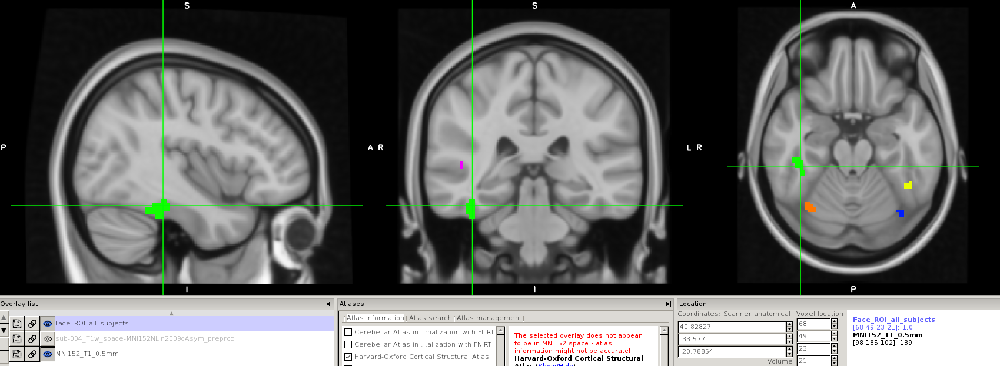 S
S
A
P
A R
L R
I
I
P
Overlay list
Face_ROI_all_subjects
sub-004_T1w_space-MNI152NLin2009cAsym_preproc
MNI152_T1_0.5mm
Atlases
Atlas information
Atlas search
Atlas management
Cerebellar Atlas in...malization with FLIRT
Cerebellar Atlas in ...alization with FNIRT
Harvard-Oxford Cortical Structural Atlas
The selected overlay does not appear
to be in MNI152 space - atlas
information might not be accurate!
Harvard-Oxford Cortical Structural
Atlas (Show/Hide)
Location
Coordinates: Scanner anatomical
40.82827
-33.577
-20.78854
Voxel location
68
49
23
Volume
21
Face_ROI_all_subjects
[68 49 23 21]: 1.0
MNI152_T1_0.5mm
[98 185 102]: 139